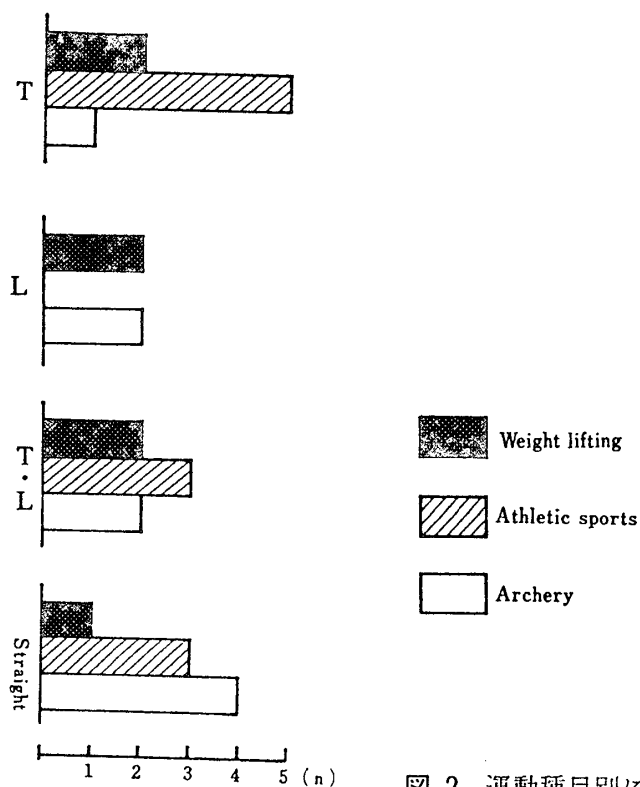 T
L
T・L
Straight
Weight lifting
Athletic sports
Archery
1 2 3 4 5 (n)
図 2 運動種目別